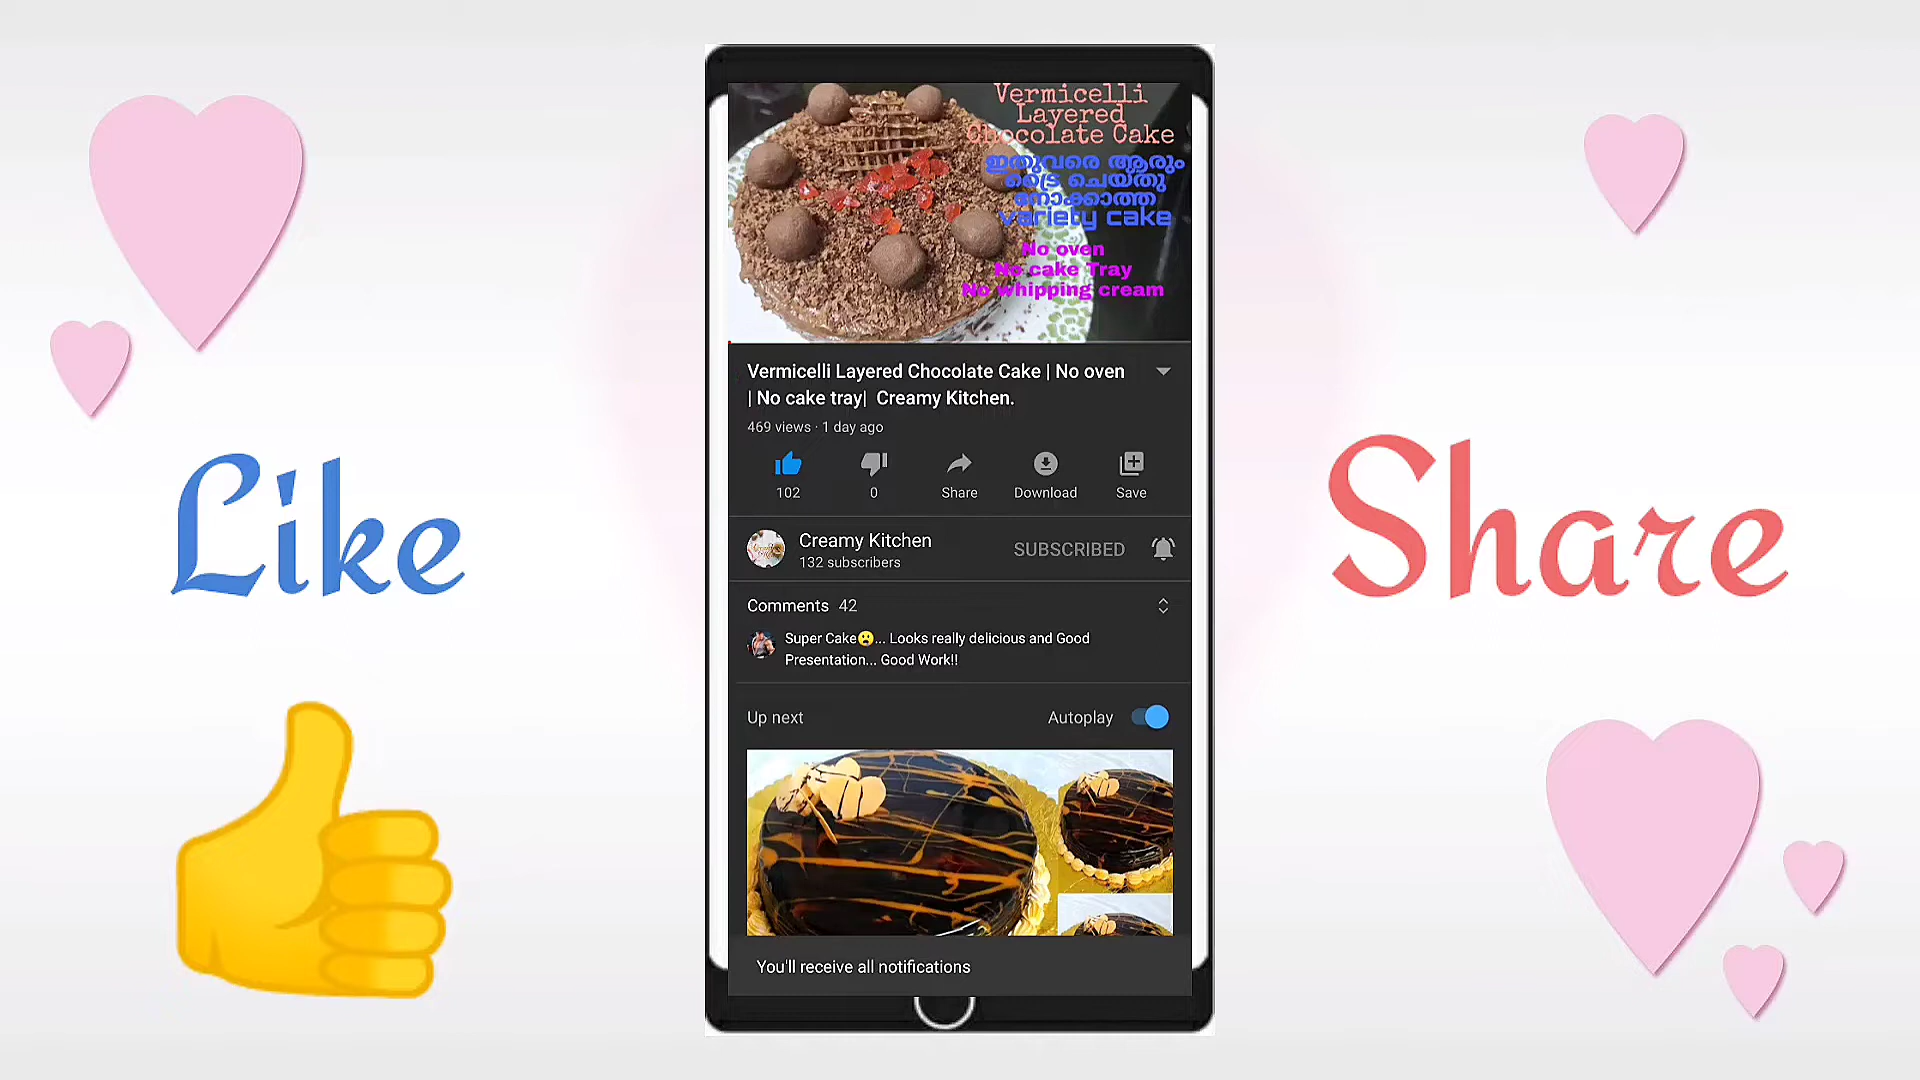 Vermicelli
Layered
Chocolate Cake
ഇതുവരെ ആരും
ട്രൈ ചെയ്തു
നോക്കാത്ത
variety cake
No oven
No cake Tray
No whipping cream
Vermicelli Layered Chocolate Cake | No oven
| No cake tray| Creamy Kitchen.
469 views · 1 day ago
102
0
Share
Download
Save
Creamy Kitchen
132 subscribers
SUBSCRIBED
Comments 42
Super Cake😦... Looks really delicious and Good
Presentation... Good Work!!
Up next
Autoplay
You'll receive all notifications
Like
Share